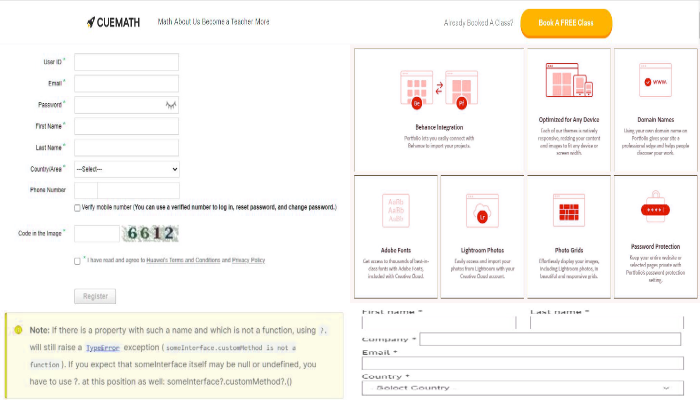 CUEMATH
Math About Us Become a Teacher More
Already Booked A Class?
Book A FREE Class
User ID *
Email *
Password *
First Name *
Last Name *
Country/Area *
---Select---
Phone Number
Verify mobile number (You can use a verified number to log in, reset password, and change password.)
Code in the Image *
6612
* I have read and agree to Huawei's Terms and Conditions and Privacy Policy
Register
Be
Pf
Behance Integration
Portfolio lets you easily connect with
Behance to import your projects.
Optimized for Any Device
Each of our themes is natively
responsive, resizing your content
and images to fit any device or
screen width.
WWW.
Domain Names
Using your own domain name on
Portfolio gives your site a
professional edge and helps people
discover your work.
AaBb
AaBb
AaBb
Adobe Fonts
Get access to thousands of best-in-
class fonts with Adobe Fonts,
included with Creative Cloud.
Lr
Lightroom Photos
Easily access and import your
photos from Lightroom with your
Creative Cloud account.
Photo Grids
Effortlessly display your images,
including Lightroom photos, in
beautiful and responsive grids.
Password Protection
Keep your entire website or
selected pages private with
Portfolio's password protection
setting.
Note: If there is a property with such a name and which is not a function, using ?.
will still raise a TypeError exception (someInterface.customMethod is not a
function). If you expect that someInterface itself may be null or undefined, you
have to use ?. at this position as well: someInterface?.customMethod?.()
First name *
Last name *
Company *
Email *
Country *
- Select Country -